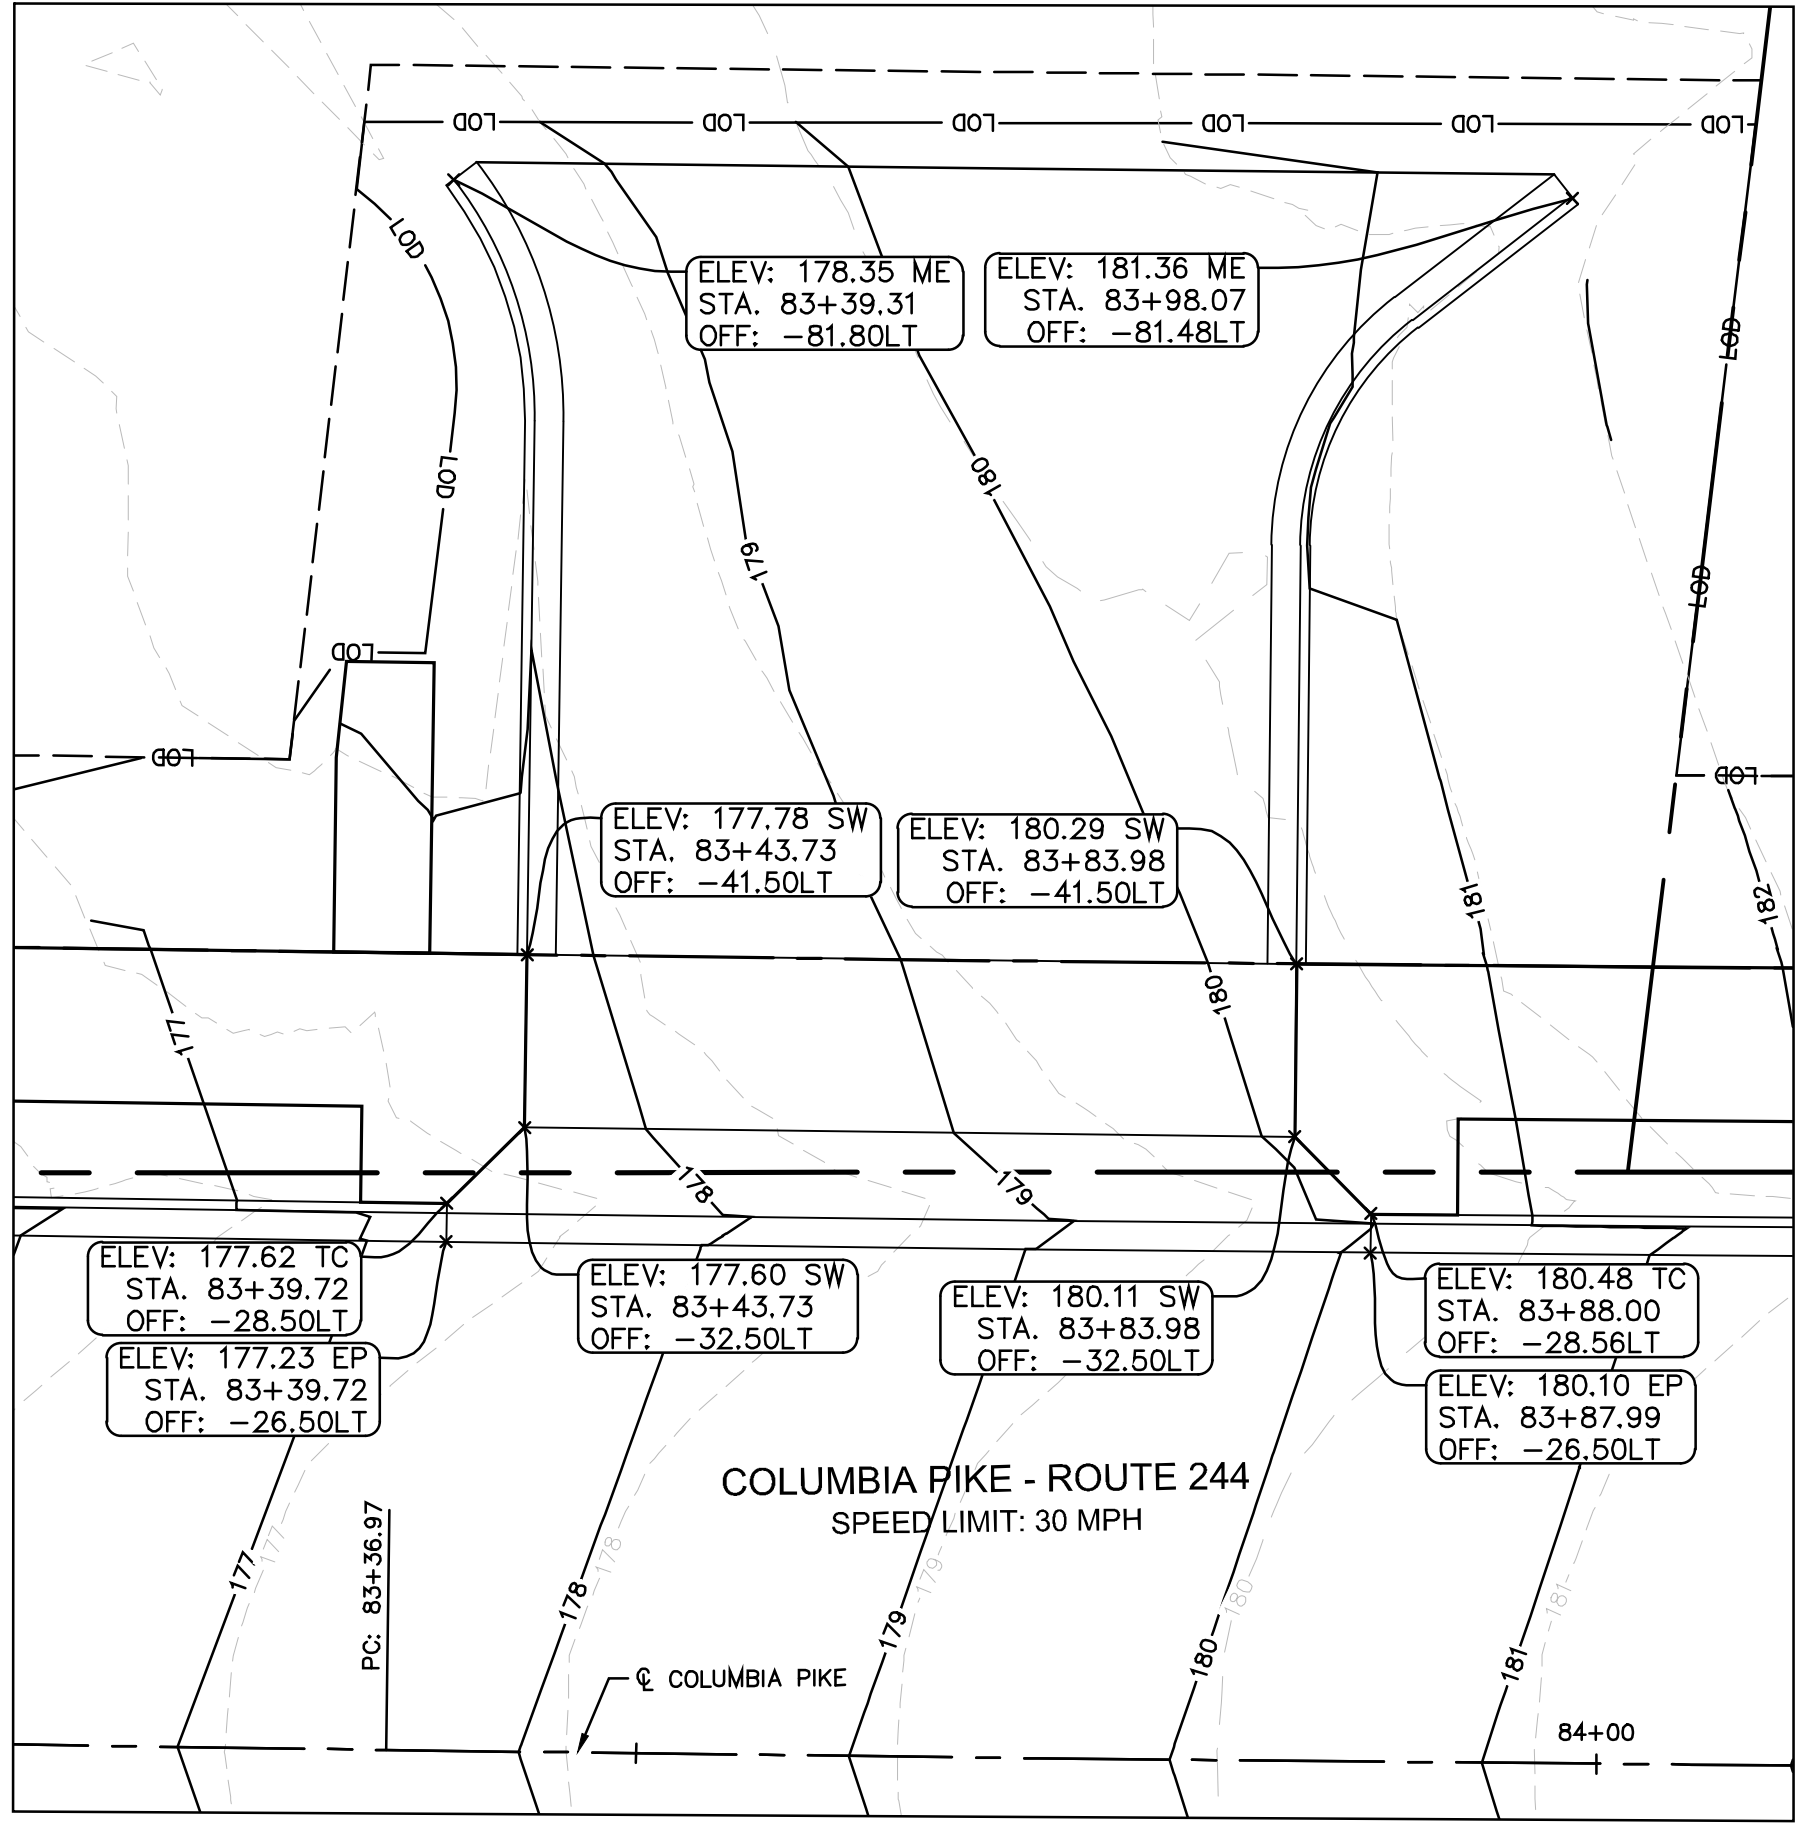 LOD LOD LOD LOD LOD LOD
LOD
ELEV: 178.35 ME
STA. 83+39.31
OFF: -81.80LT
ELEV: 181.36 ME
STA. 83+98.07
OFF: -81.48LT
LOD
LOD
180
179
LOD
LOD
LOD
LOD
ELEV: 177.78 SW
STA. 83+43.73
OFF: -41.50LT
ELEV: 180.29 SW
STA. 83+83.98
OFF: -41.50LT
181
182
180
177
178
179
ELEV: 177.62 TC
STA. 83+39.72
OFF: -28.50LT
ELEV: 177.60 SW
STA. 83+43.73
OFF: -32.50LT
ELEV: 180.11 SW
STA. 83+83.98
OFF: -32.50LT
ELEV: 180.48 TC
STA. 83+88.00
OFF: -28.56LT
ELEV: 177.23 EP
STA. 83+39.72
OFF: -26.50LT
ELEV: 180.10 EP
STA. 83+87.99
OFF: -26.50LT
COLUMBIA PIKE - ROUTE 244
SPEED LIMIT: 30 MPH
PC: 83+36.97
177
177
178
178
179
179
180
180
181
181
℄ COLUMBIA PIKE
84+00